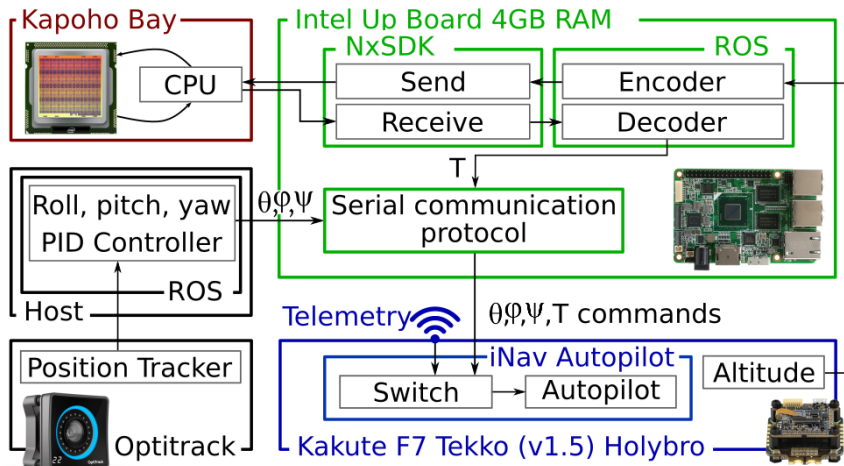 Kapoho Bay
CPU
Intel Up Board 4GB RAM
NxSDK
Send
Receive
ROS
Encoder
Decoder
T
Roll, pitch, yaw
PID Controller
ROS
Host
θ,φ,ψ
Serial communication
protocol
Telemetry
θ,φ,ψ,T commands
Position Tracker
Optitrack
22
OptiTrack
iNav Autopilot
Switch
Autopilot
Altitude
Kakute F7 Tekko (v1.5) Holybro